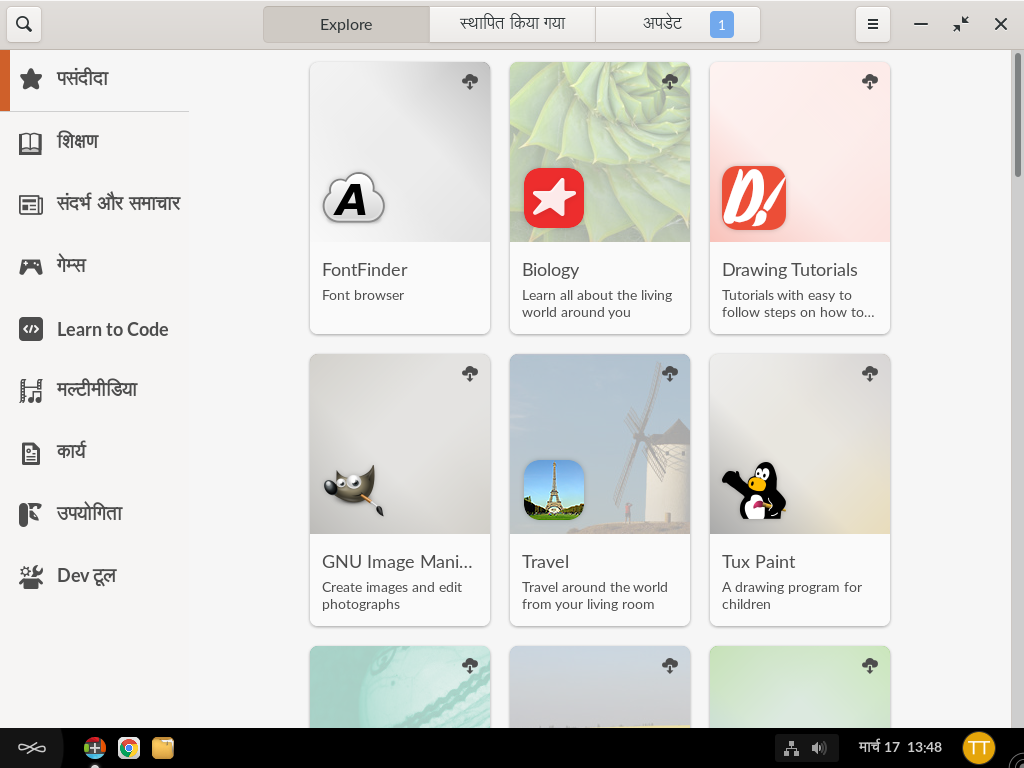 Explore
स्थापित किया गया
अपडेट
1
पसंदीदा
शिक्षण
संदर्भ और समाचार
गेम्स
Learn to Code
मल्टीमीडिया
कार्य
उपयोगिता
Dev टूल
A
D!
FontFinder
Font browser
Biology
Learn all about the living
world around you
Drawing Tutorials
Tutorials with easy to
follow steps on how to…
GNU Image Mani…
Create images and edit
photographs
Travel
Travel around the world
from your living room
Tux Paint
A drawing program for
children
मार्च 17 13:48
TT